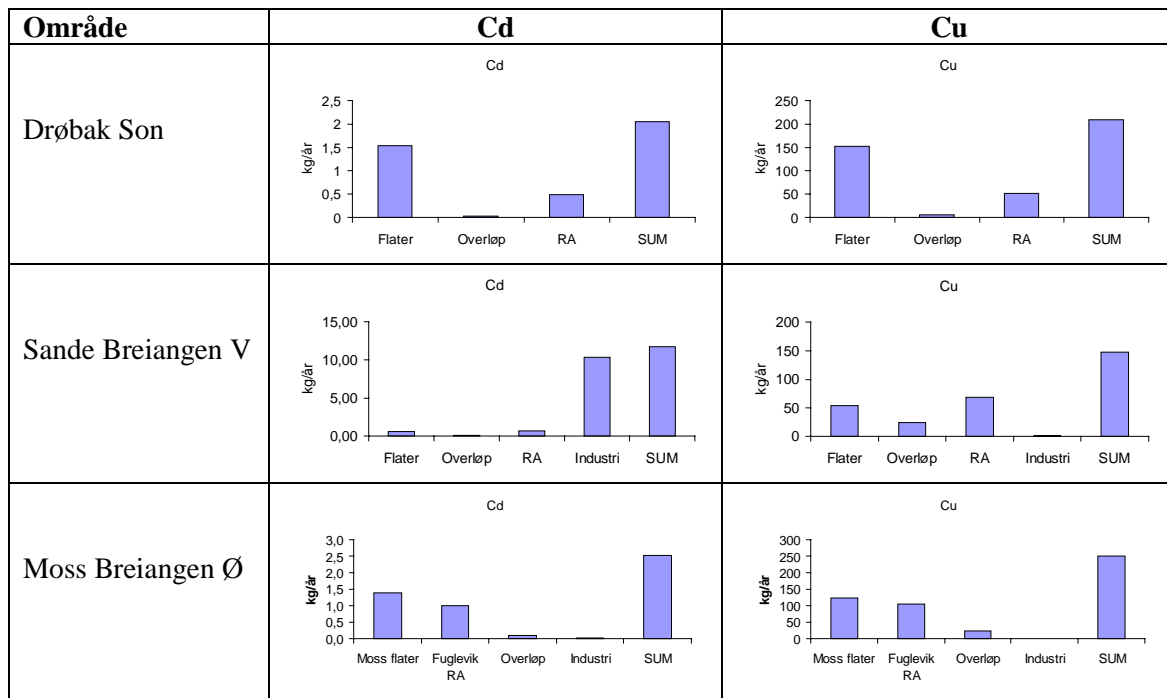 Område Cd Cu
Drøbak Son
Cd
2,5
2
1,5
1
0,5
0
kg/år
Flater Overløp RA SUM
Cu
250
200
150
100
50
0
kg/år
Flater Overløp RA SUM
Sande Breiangen V
Cd
15,00
10,00
5,00
0,00
kg/år
Flater Overløp RA Industri SUM
Cu
200
150
100
50
0
kg/år
Flater Overløp RA Industri SUM
Moss Breiangen Ø
Cd
3,0
2,5
2,0
1,5
1,0
0,5
0,0
kg/år
Moss flater Fuglevik Overløp Industri SUM
RA
Cu
300
250
200
150
100
50
0
kg/år
Moss flater Fuglevik Overløp Industri SUM
RA